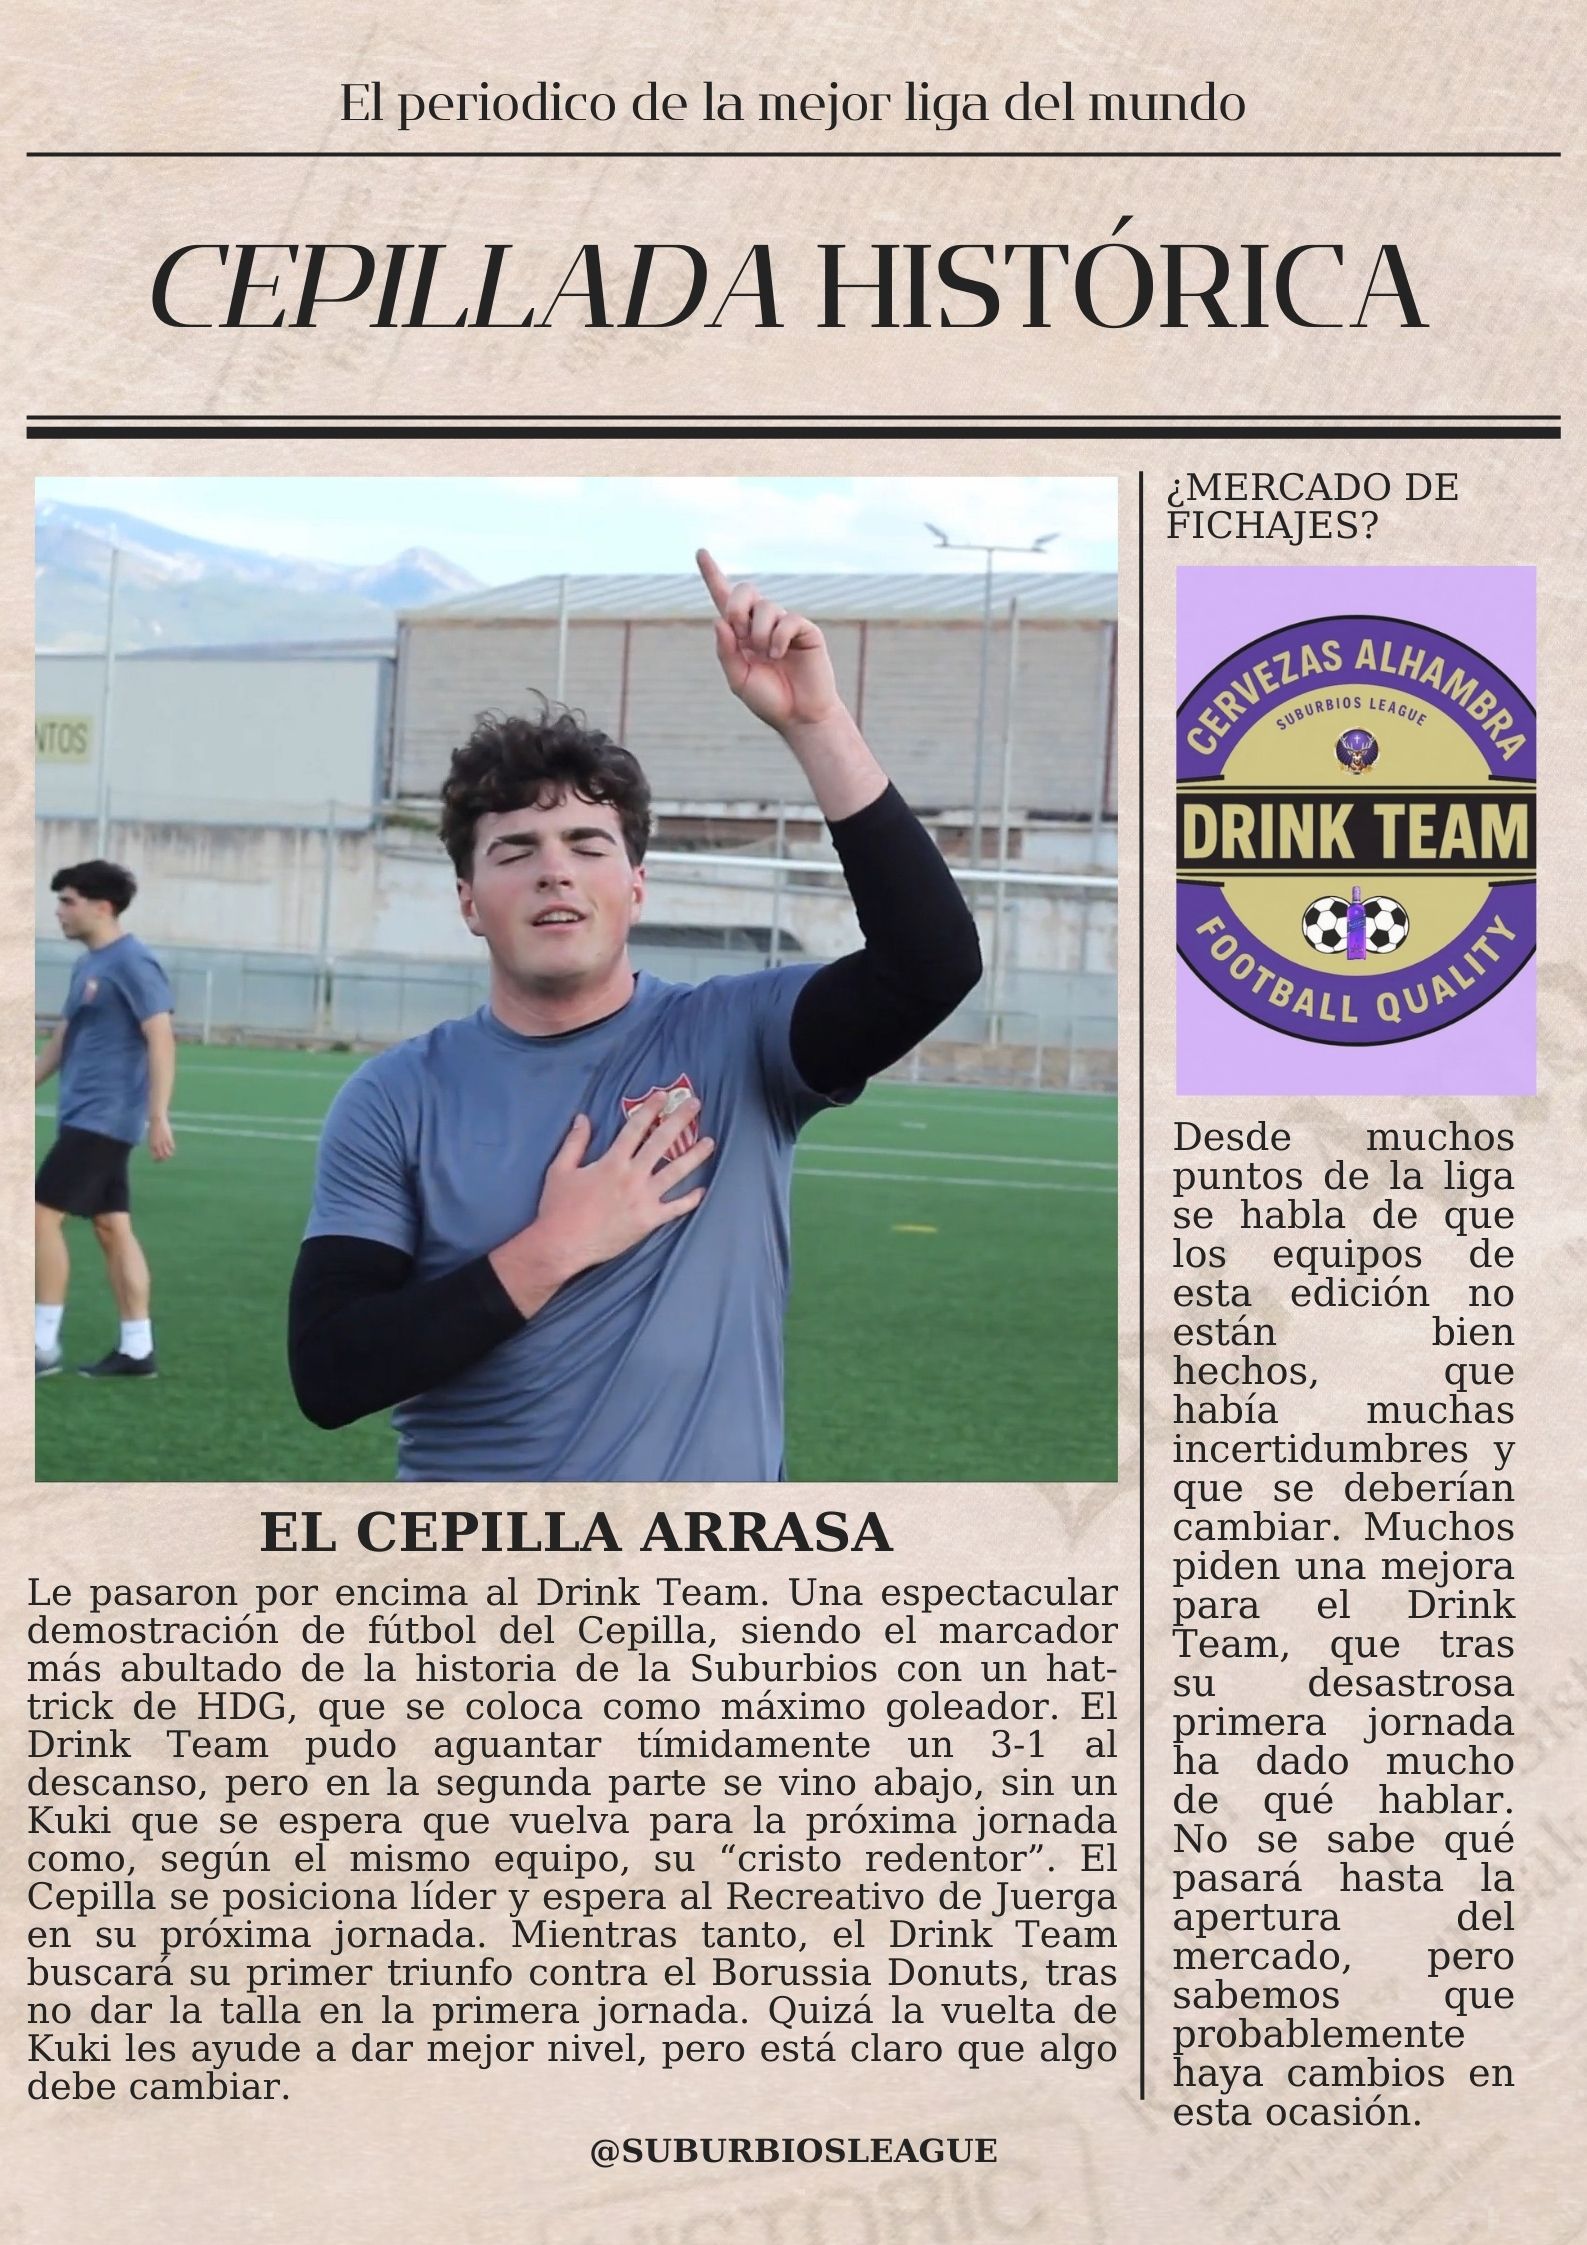 El periodico de la mejor liga del mundo
CEPILLADA HISTÓRICA
NTOS
EL CEPILLA ARRASA
Le pasaron por encima al Drink Team. Una espectacular
demostración de fútbol del Cepilla, siendo el marcador
más abultado de la historia de la Suburbios con un hat-
trick de HDG, que se coloca como máximo goleador. El
Drink Team pudo aguantar tímidamente un 3-1 al
descanso, pero en la segunda parte se vino abajo, sin un
Kuki que se espera que vuelva para la próxima jornada
como, según el mismo equipo, su “cristo redentor”. El
Cepilla se posiciona líder y espera al Recreativo de Juerga
en su próxima jornada. Mientras tanto, el Drink Team
buscará su primer triunfo contra el Borussia Donuts, tras
no dar la talla en la primera jornada. Quizá la vuelta de
Kuki les ayude a dar mejor nivel, pero está claro que algo
debe cambiar.
¿MERCADO DE
FICHAJES?
CERVEZAS ALHAMBRA
SUBURBIOS LEAGUE
DRINK TEAM
FOOTBALL QUALITY
Desde muchos
puntos de la liga
se habla de que
los equipos de
esta edición no
están bien
hechos, que
había muchas
incertidumbres y
que se deberían
cambiar. Muchos
piden una mejora
para el Drink
Team, que tras
su desastrosa
primera jornada
ha dado mucho
de qué hablar.
No se sabe qué
pasará hasta la
apertura del
mercado, pero
sabemos que
probablemente
haya cambios en
esta ocasión.
@SUBURBIOSLEAGUE